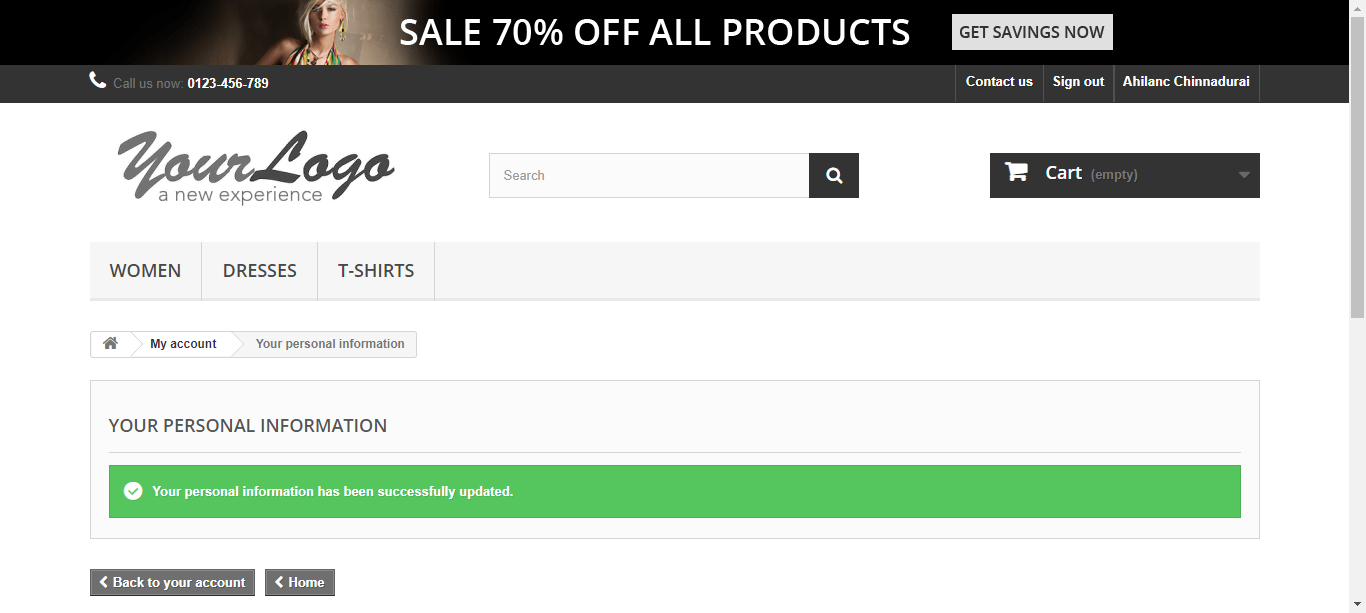 SALE 70% OFF ALL PRODUCTS GET SAVINGS NOW
Call us now: 0123-456-789 Contact us Sign out Ahilanc Chinnadurai
YourLogo
a new experience
Search
Cart (empty)
WOMEN DRESSES T-SHIRTS
My account Your personal information
YOUR PERSONAL INFORMATION
Your personal information has been successfully updated.
Back to your account Home